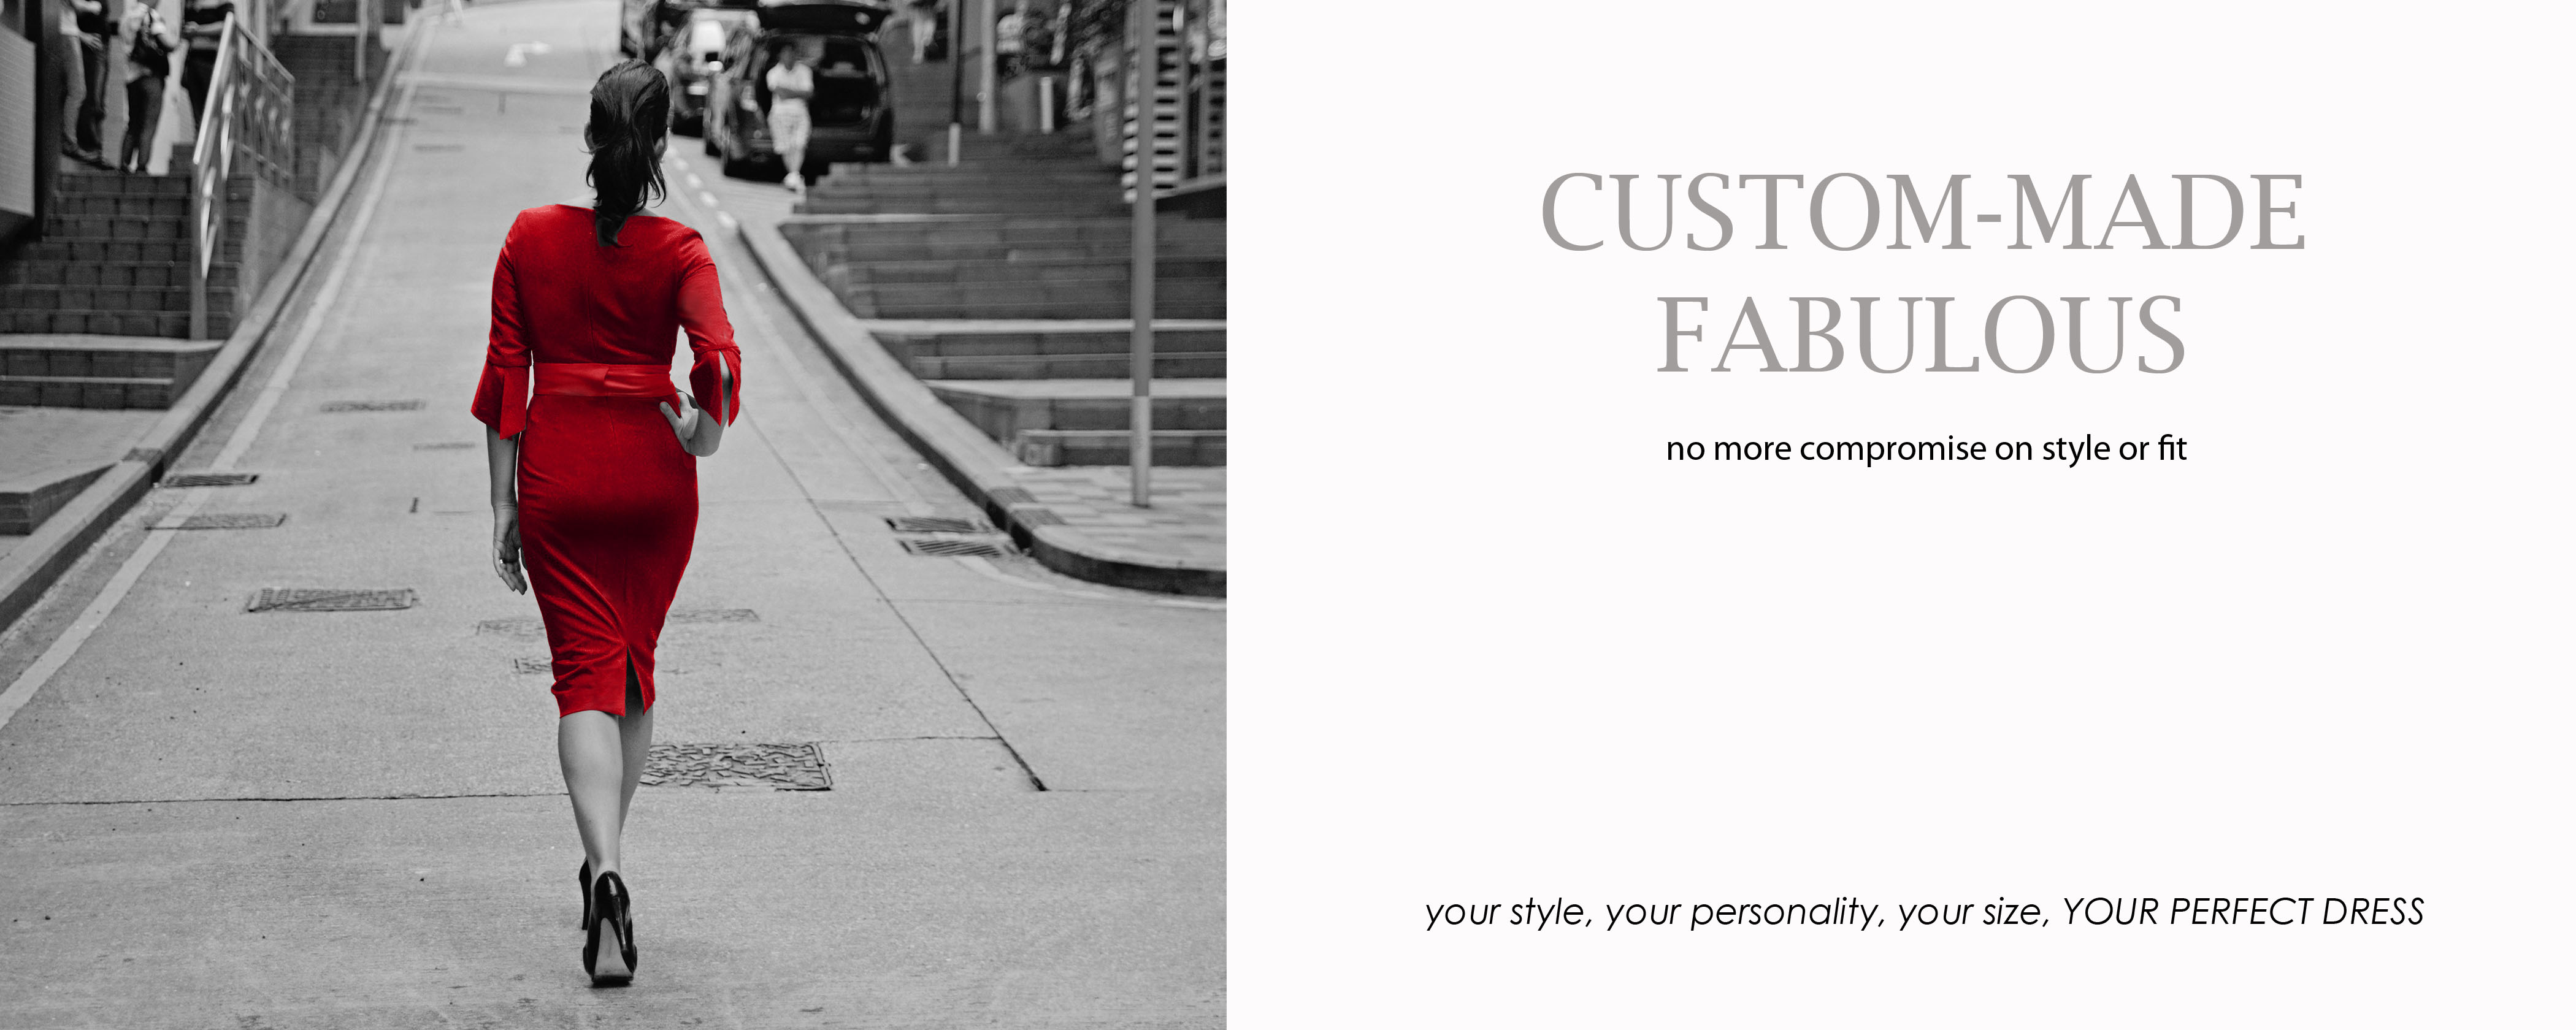 CUSTOM-MADE
FABULOUS
no more compromise on style or fit
your style, your personality, your size, YOUR PERFECT DRESS